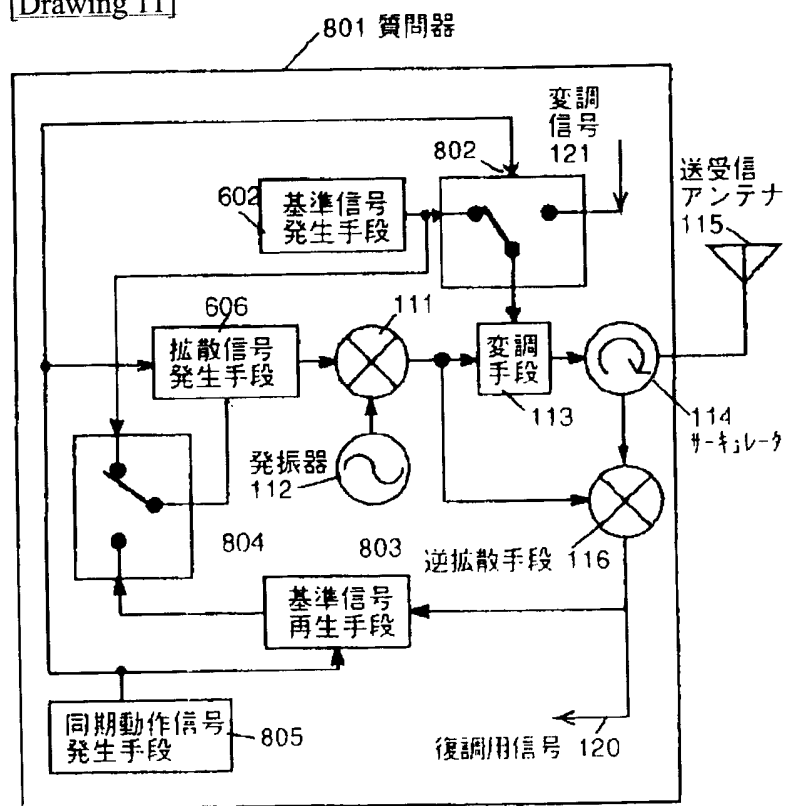 [Drawing 11]
801 質問器
変調
信号
121
802
送受信
アンテナ
115
602
基準信号
発生手段
606
111
拡散信号
発生手段
変調
手段
113
114
サーキュレータ
発振器
112
804
803
逆拡散手段 116
基準信号
再生手段
同期動作信号
発生手段
805
復調用信号 120